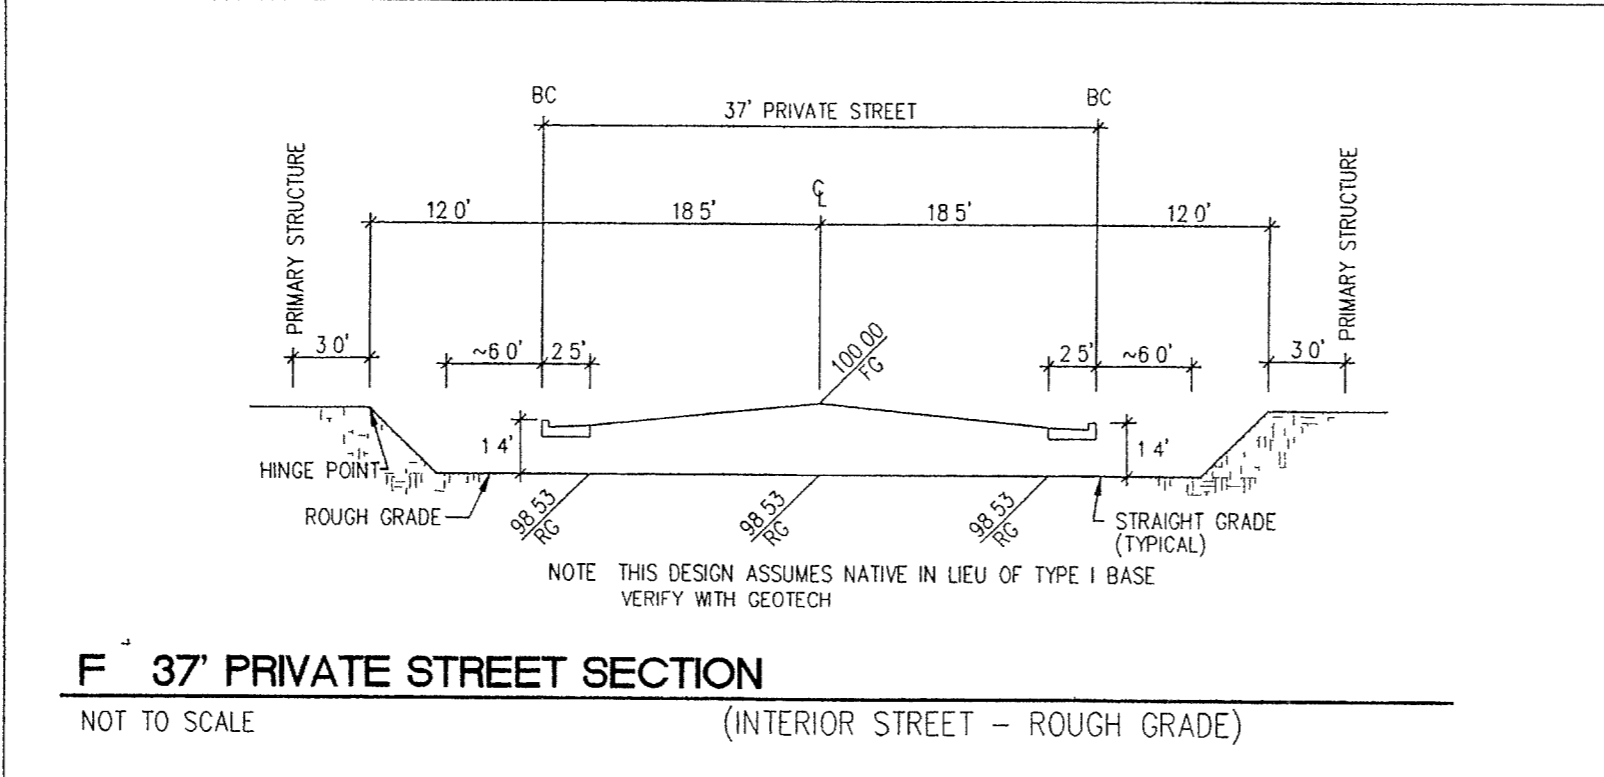 BC
BC
37' PRIVATE STREET
℄
PRIMARY STRUCTURE
PRIMARY STRUCTURE
12 0'
18 5'
18 5'
12 0'
3 0'
~6 0'
2 5'
100.00
FG
2 5'
~6 0'
3 0'
1 4'
1 4'
HINGE POINT
ROUGH GRADE
98 53
RG
98 53
RG
98 53
RG
STRAIGHT GRADE
(TYPICAL)
NOTE THIS DESIGN ASSUMES NATIVE IN LIEU OF TYPE I BASE
VERIFY WITH GEOTECH
F 37' PRIVATE STREET SECTION
NOT TO SCALE
(INTERIOR STREET – ROUGH GRADE)